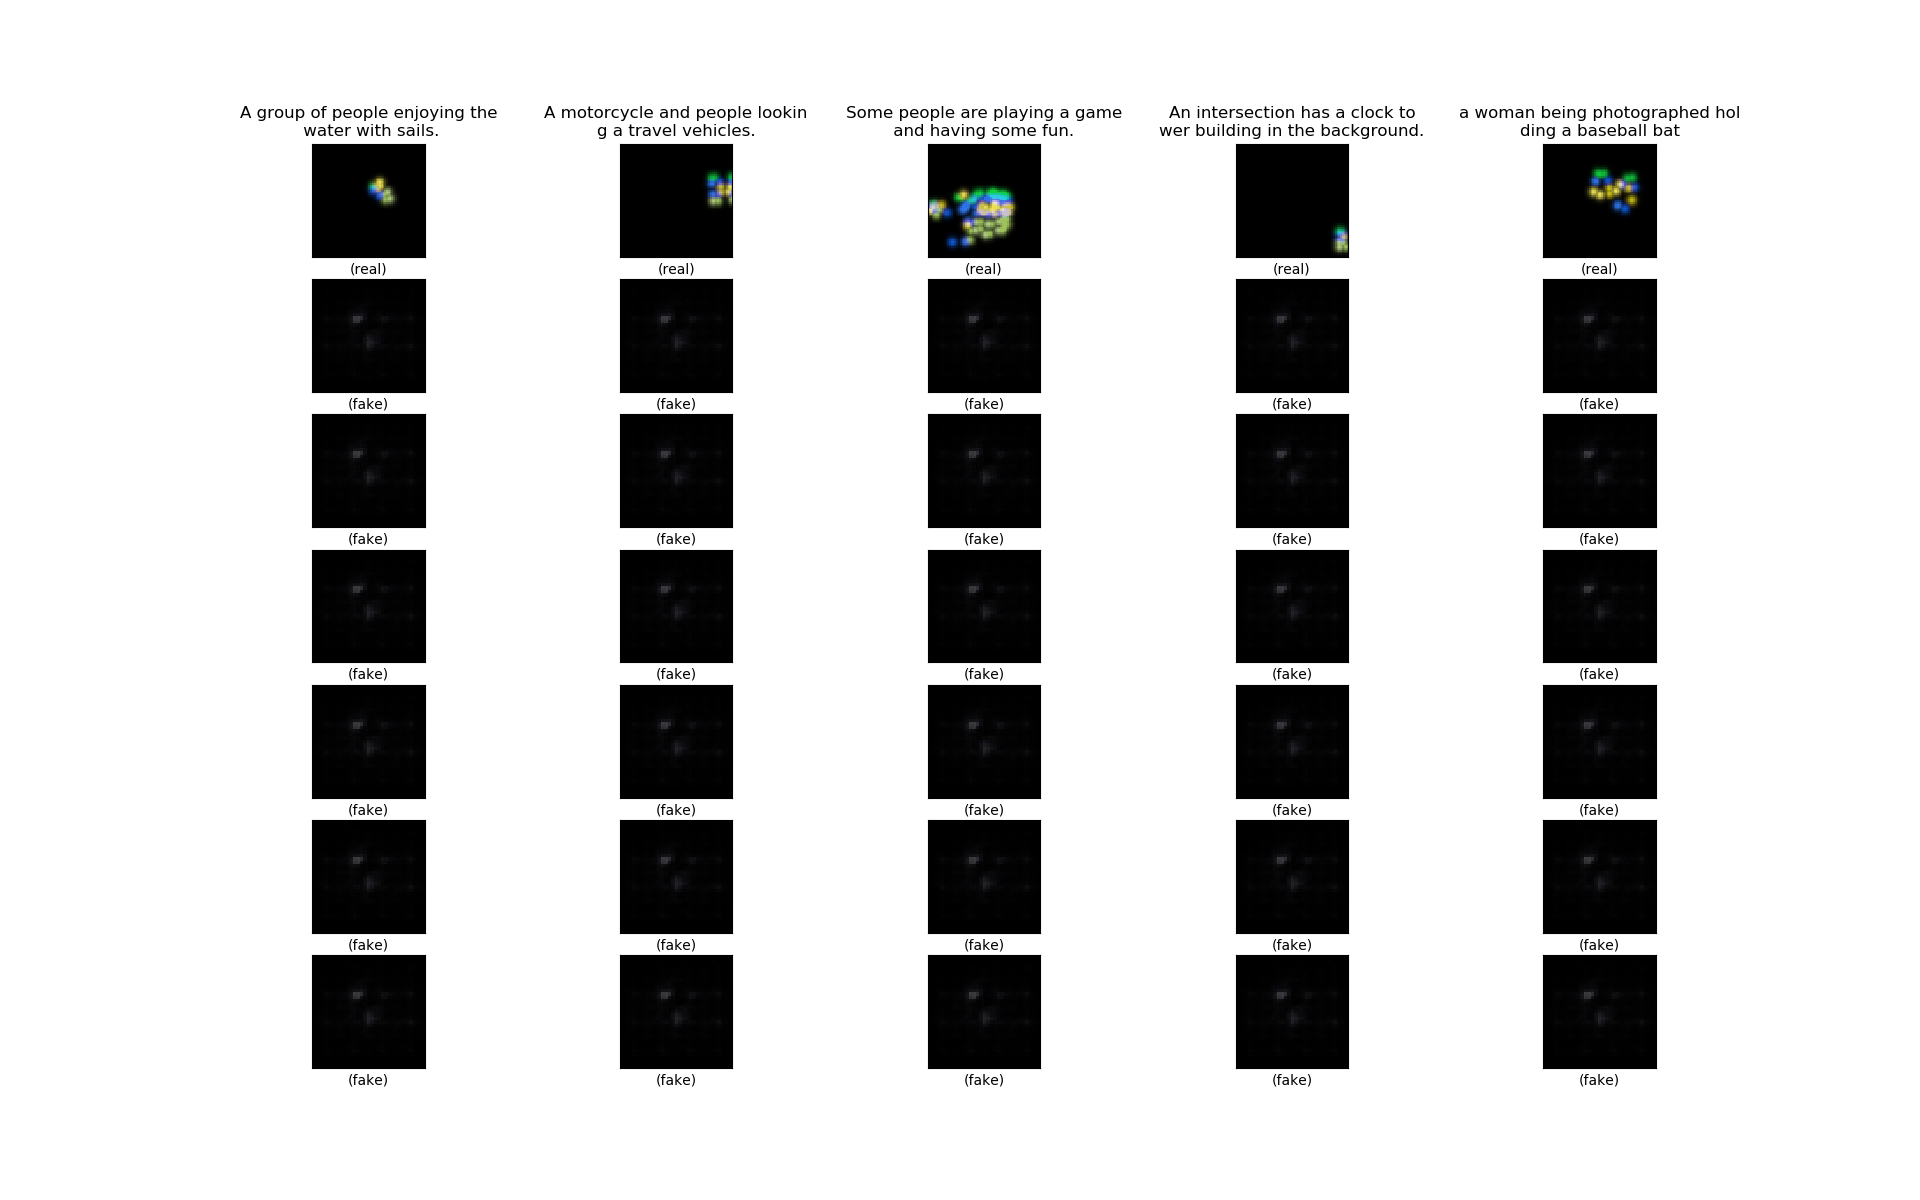 A group of people enjoying the
water with sails.
A motorcycle and people lookin
g a travel vehicles.
Some people are playing a game
and having some fun.
An intersection has a clock to
wer building in the background.
a woman being photographed hol
ding a baseball bat
(real) (real) (real) (real) (real)
(fake) (fake) (fake) (fake) (fake)
(fake) (fake) (fake) (fake) (fake)
(fake) (fake) (fake) (fake) (fake)
(fake) (fake) (fake) (fake) (fake)
(fake) (fake) (fake) (fake) (fake)
(fake) (fake) (fake) (fake) (fake)